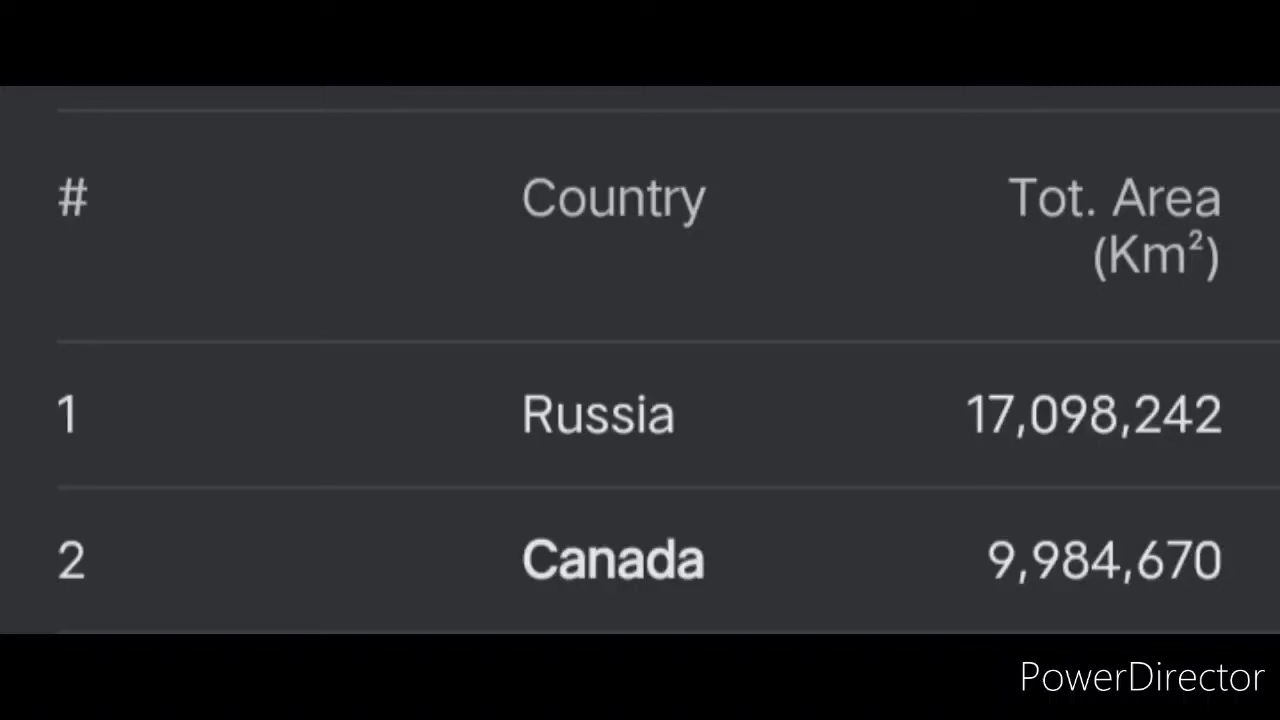 # Country Tot. Area
(Km²)
1 Russia 17,098,242
2 Canada 9,984,670
PowerDirector